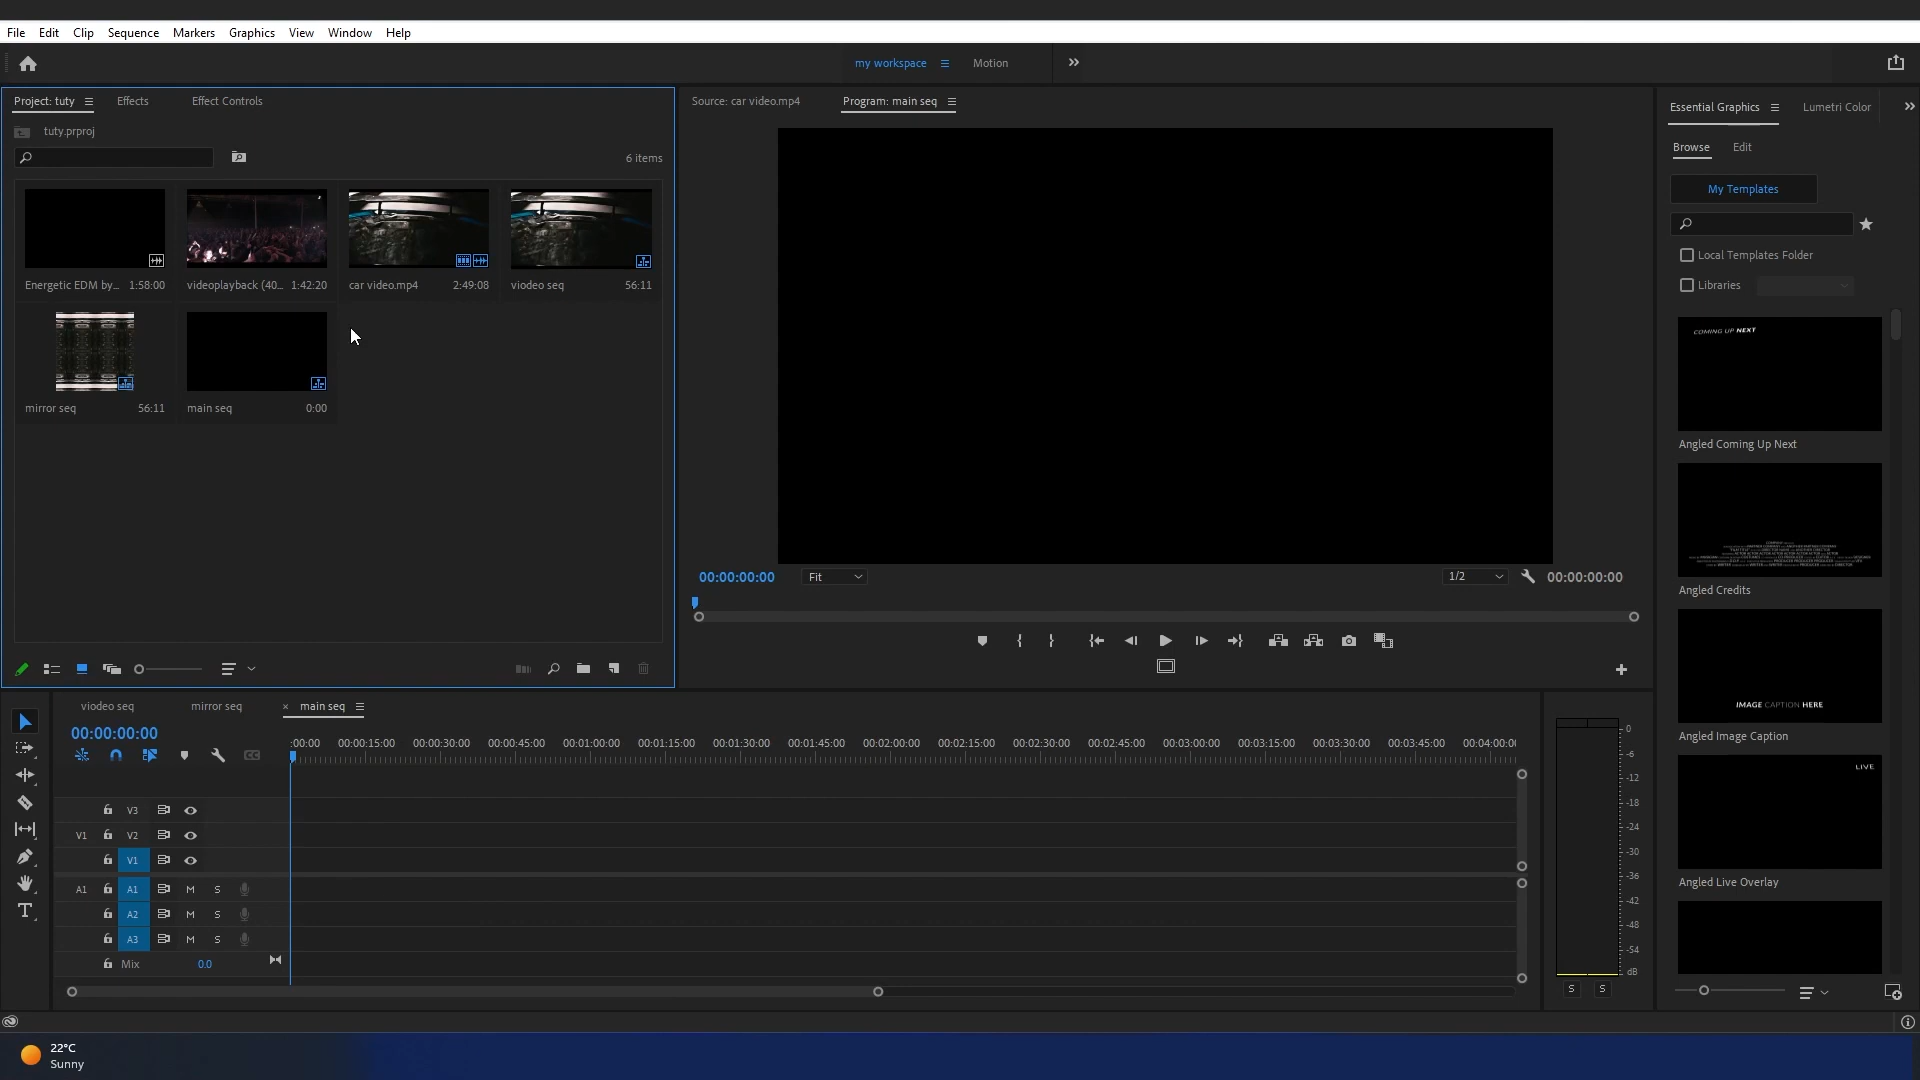 File Edit Clip Sequence Markers Graphics View Window Help
my workspace Motion
Project: tuty Effects Effect Controls
tuty.prproj
6 items
Energetic EDM by... 1:58:00
videoplayback (40... 1:42:20
car video.mp4 2:49:08
viodeo seq 56:11
mirror seq 56:11
main seq 0:00
Source: car video.mp4 Program: main seq
00:00:00:00 Fit 1/2 00:00:00:00
Essential Graphics Lumetri Color
Browse Edit
My Templates
Local Templates Folder
Libraries
COMING UP NEXT
Angled Coming Up Next
Angled Credits
IMAGE CAPTION HERE
Angled Image Caption
LIVE
Angled Live Overlay
viodeo seq mirror seq × main seq
00:00:00:00
:00:00 00:00:15:00 00:00:30:00 00:00:45:00 00:01:00:00 00:01:15:00 00:01:30:00 00:01:45:00 00:02:00:00 00:02:15:00 00:02:30:00 00:02:45:00 00:03:00:00 00:03:15:00 00:03:30:00 00:03:45:00 00:04:00:0
V3
V1 V2
V1
A1 A1 M S
A2 M S
A3 M S
Mix 0.0
0
-6
-12
-18
-24
-30
-36
-42
-48
-54
dB
S S
22°C
Sunny